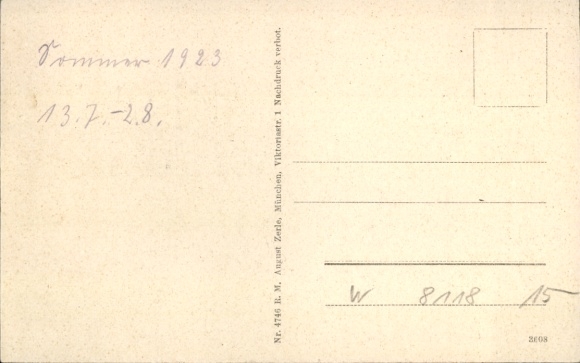 Sommer 1923
13.7.-2.8.
Nr. 4746 R. M. August Zerle, München, Viktoriastr. 1 Nachdruck verbot.
W 8118 15
3608